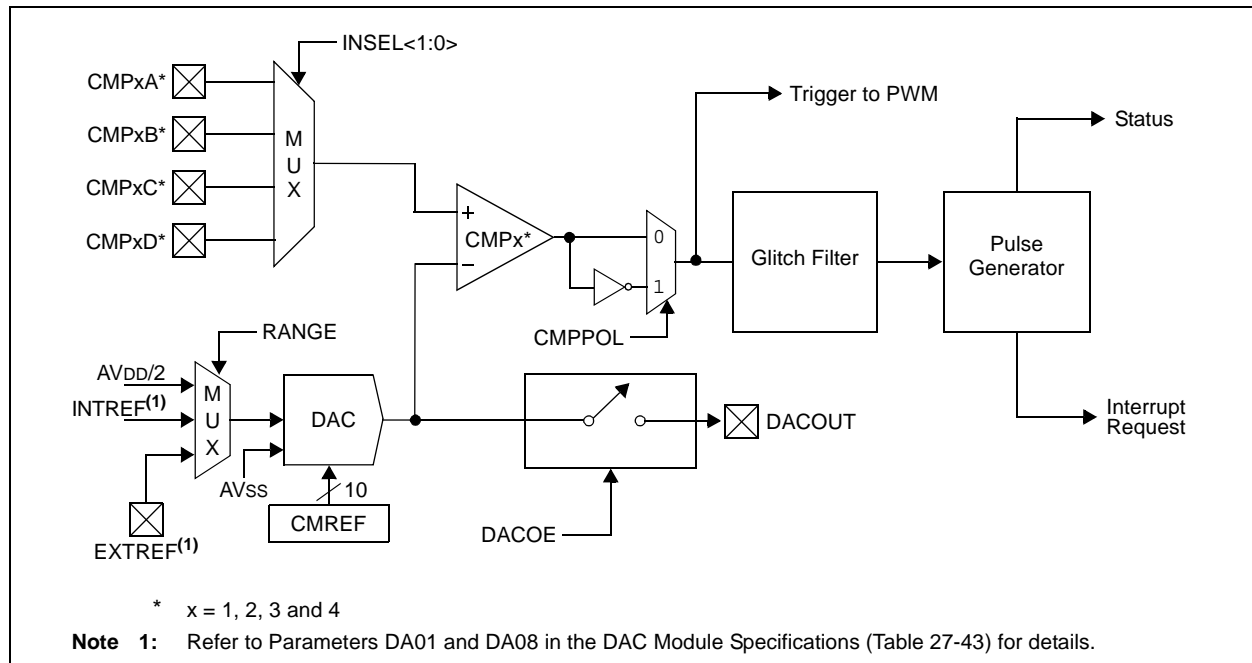 INSEL<1:0>
CMPxA*
CMPxB*
CMPxC*
CMPxD*
M
U
X
Trigger to PWM
Status
+
CMPx*
–
0
1
CMPPOL
Glitch Filter
Pulse
Generator
Interrupt
Request
RANGE
AVDD/2
INTREF(1)
EXTREF(1)
M
U
X
DAC
AVSS
10
CMREF
DACOE
DACOUT
* x = 1, 2, 3 and 4
Note 1: Refer to Parameters DA01 and DA08 in the DAC Module Specifications (Table 27-43) for details.